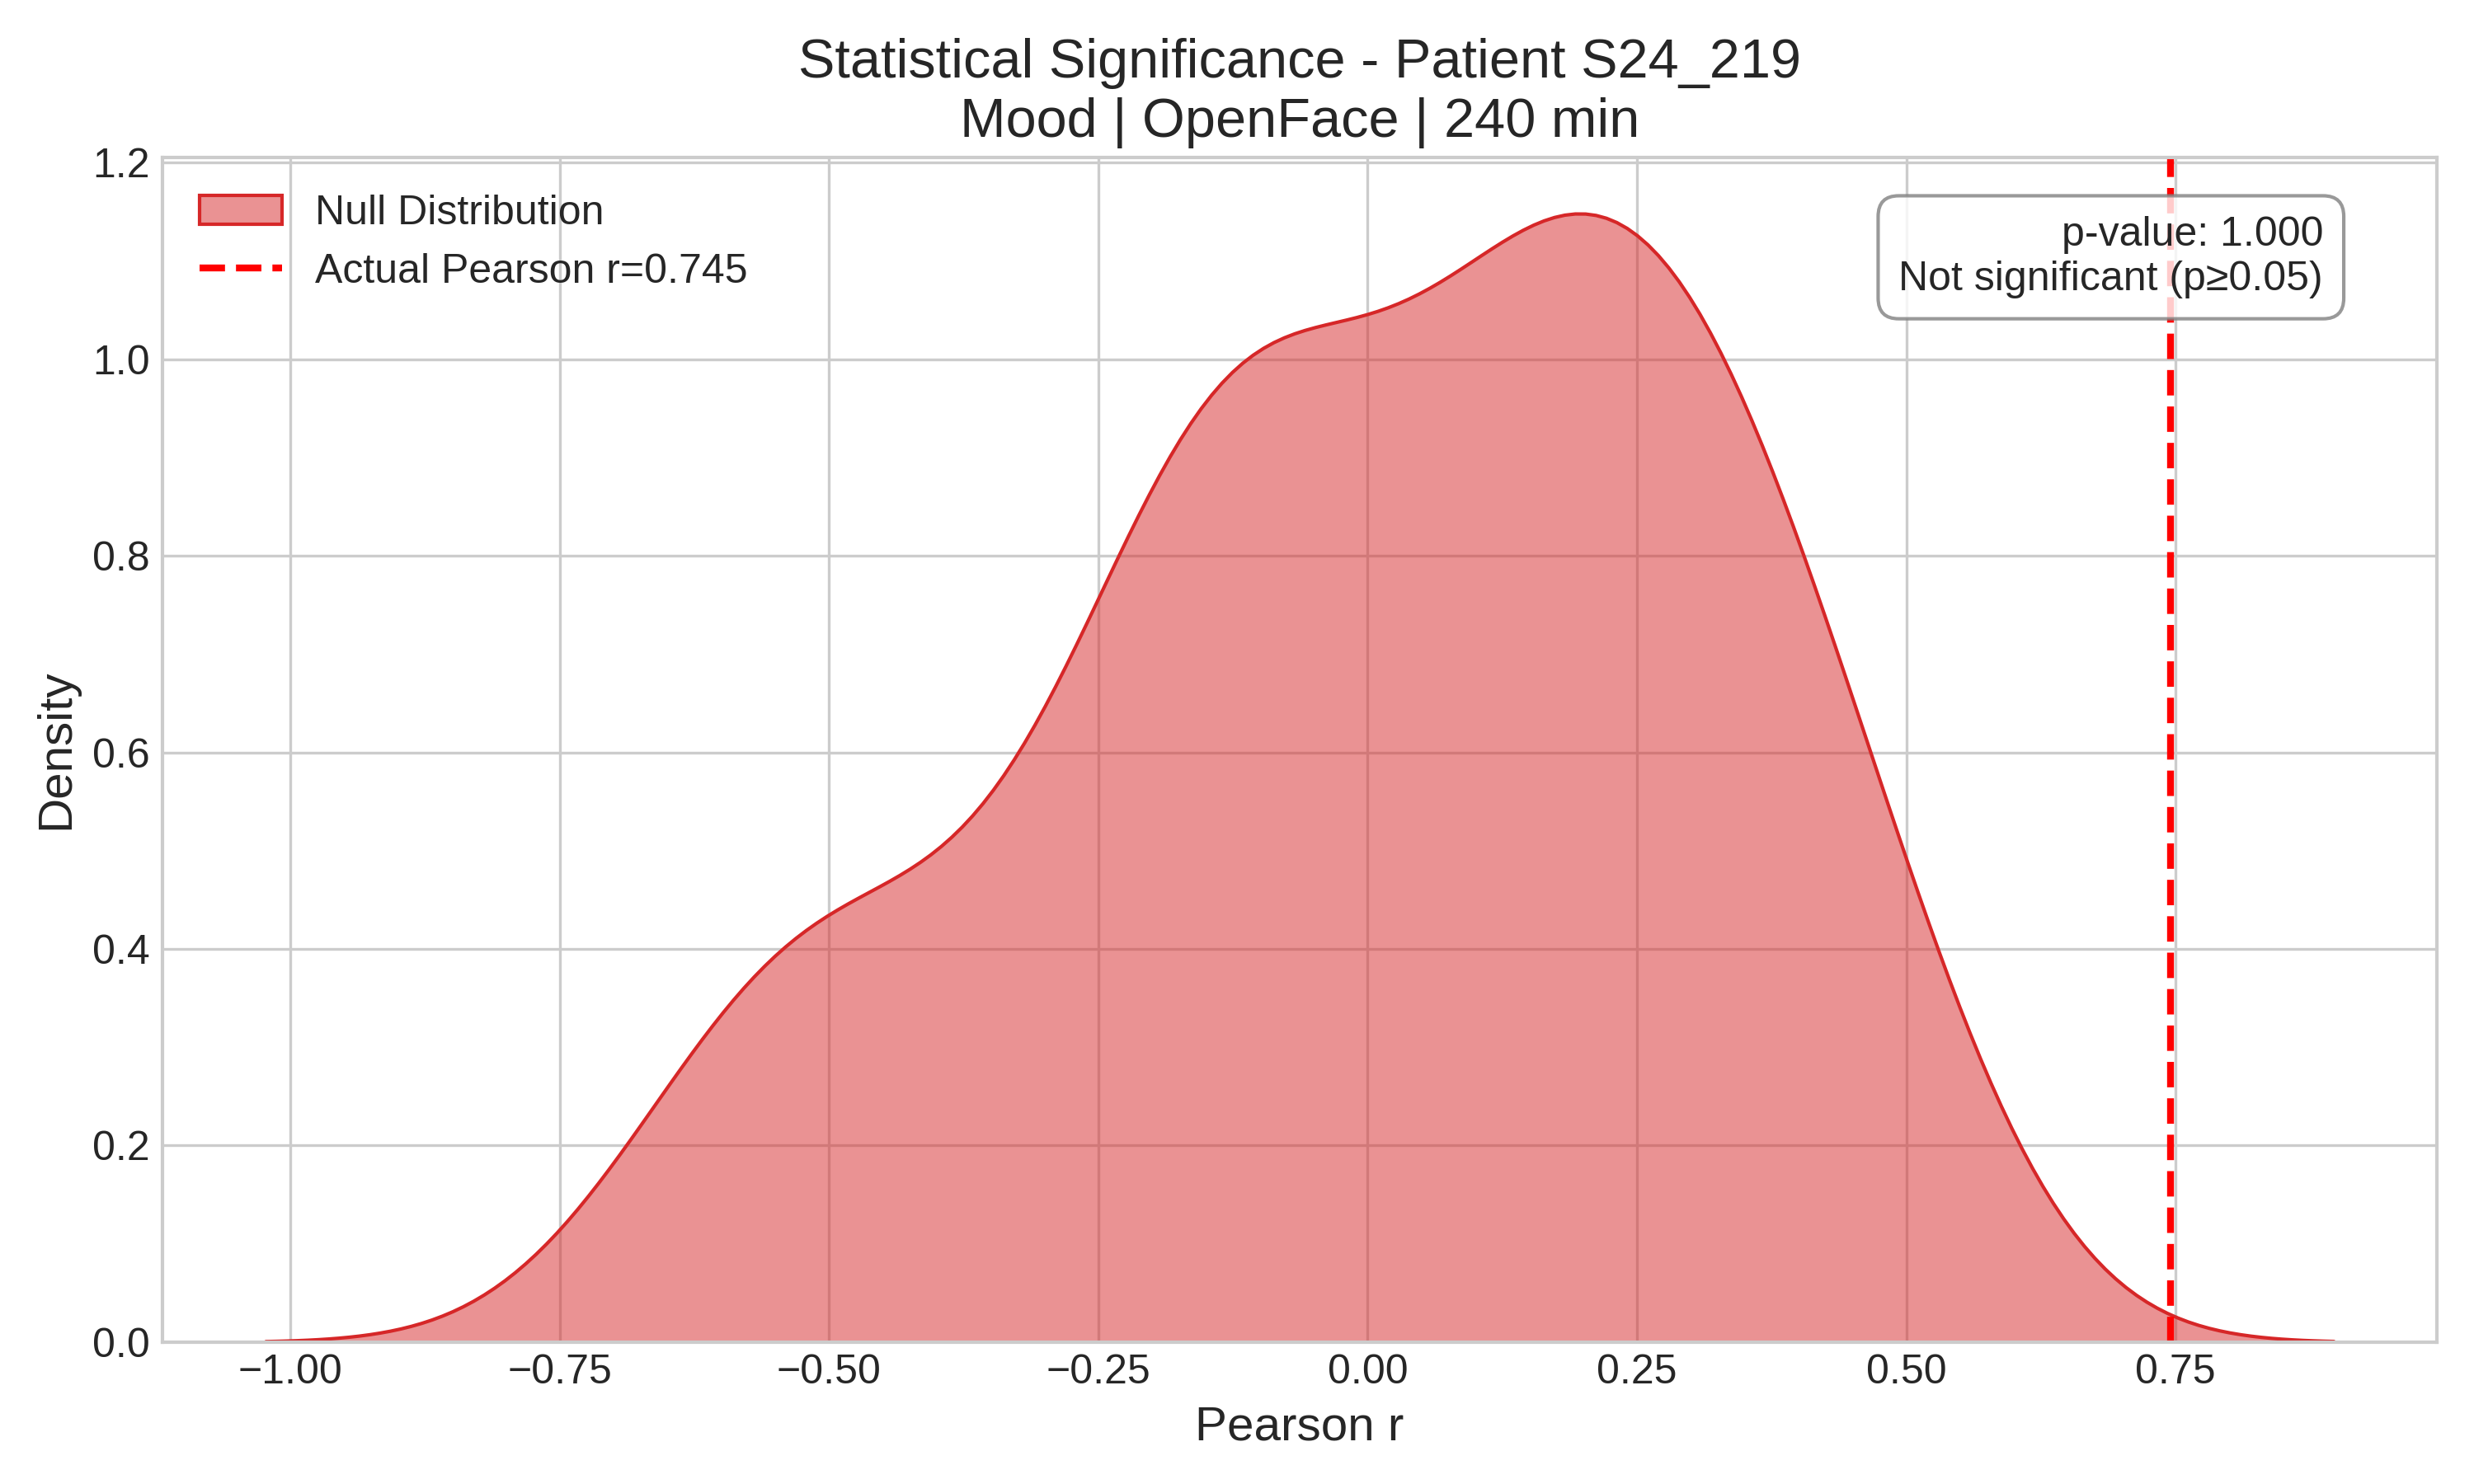 Statistical Significance - Patient S24_219
Mood | OpenFace | 240 min
Null Distribution
Actual Pearson r=0.745
p-value: 1.000
Not significant (p≥0.05)
1.2
1.0
0.8
0.6
0.4
0.2
0.0
Density
−1.00
−0.75
−0.50
−0.25
0.00
0.25
0.50
0.75
Pearson r